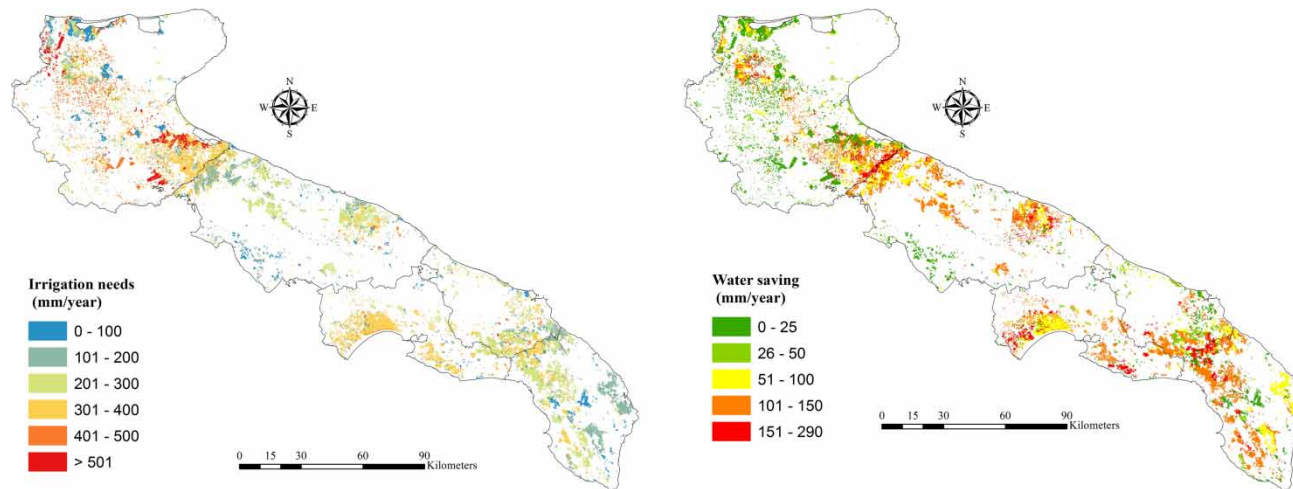 N
W E
S
Irrigation needs
(mm/year)
0 - 100
101 - 200
201 - 300
301 - 400
401 - 500
> 501
0 15 30 60 90
Kilometers
N
W E
S
Water saving
(mm/year)
0 - 25
26 - 50
51 - 100
101 - 150
151 - 290
0 15 30 60 90
Kilometers